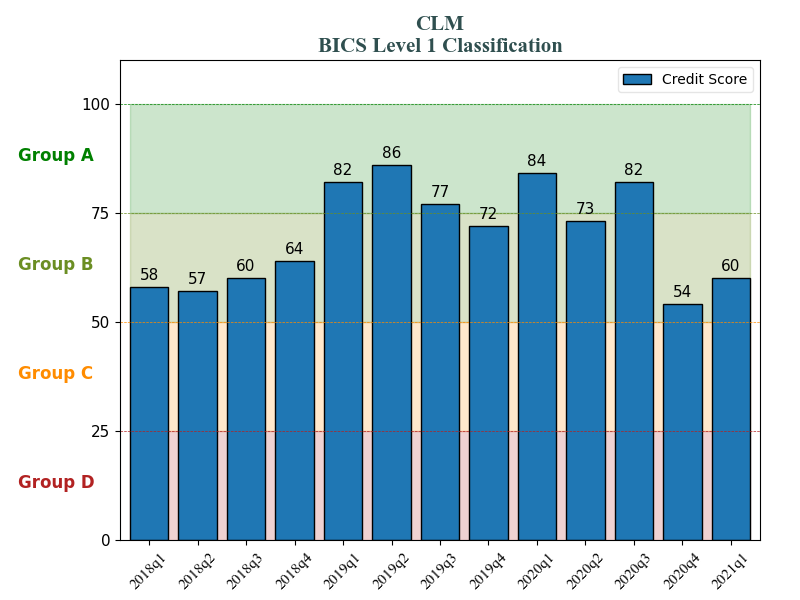 CLM
BICS Level 1 Classification
Credit Score
100
Group A
75
Group B
50
Group C
25
Group D
0
58
57
60
64
82
86
77
72
84
73
82
54
60
2018q1
2018q2
2018q3
2018q4
2019q1
2019q2
2019q3
2019q4
2020q1
2020q2
2020q3
2020q4
2021q1